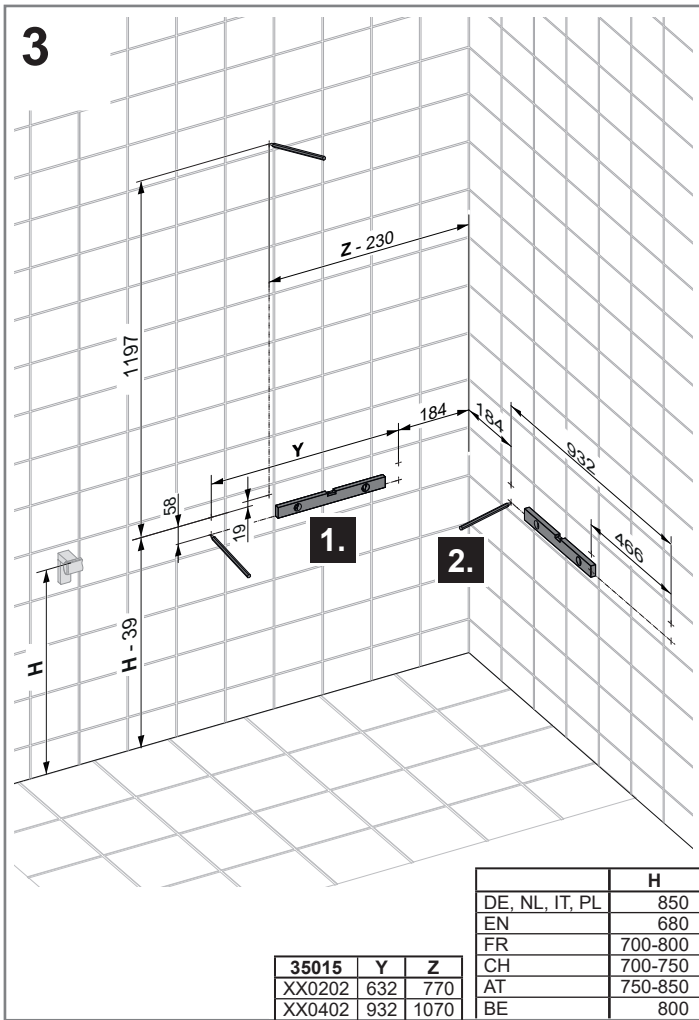 3
Z - 230
1197
184
184
Y
932
58
19
1.
2.
466
H
H - 39
H
DE, NL, IT, PL 850
EN 680
FR 700-800
CH 700-750
AT 750-850
BE 800
35015 Y Z
XX0202 632 770
XX0402 932 1070